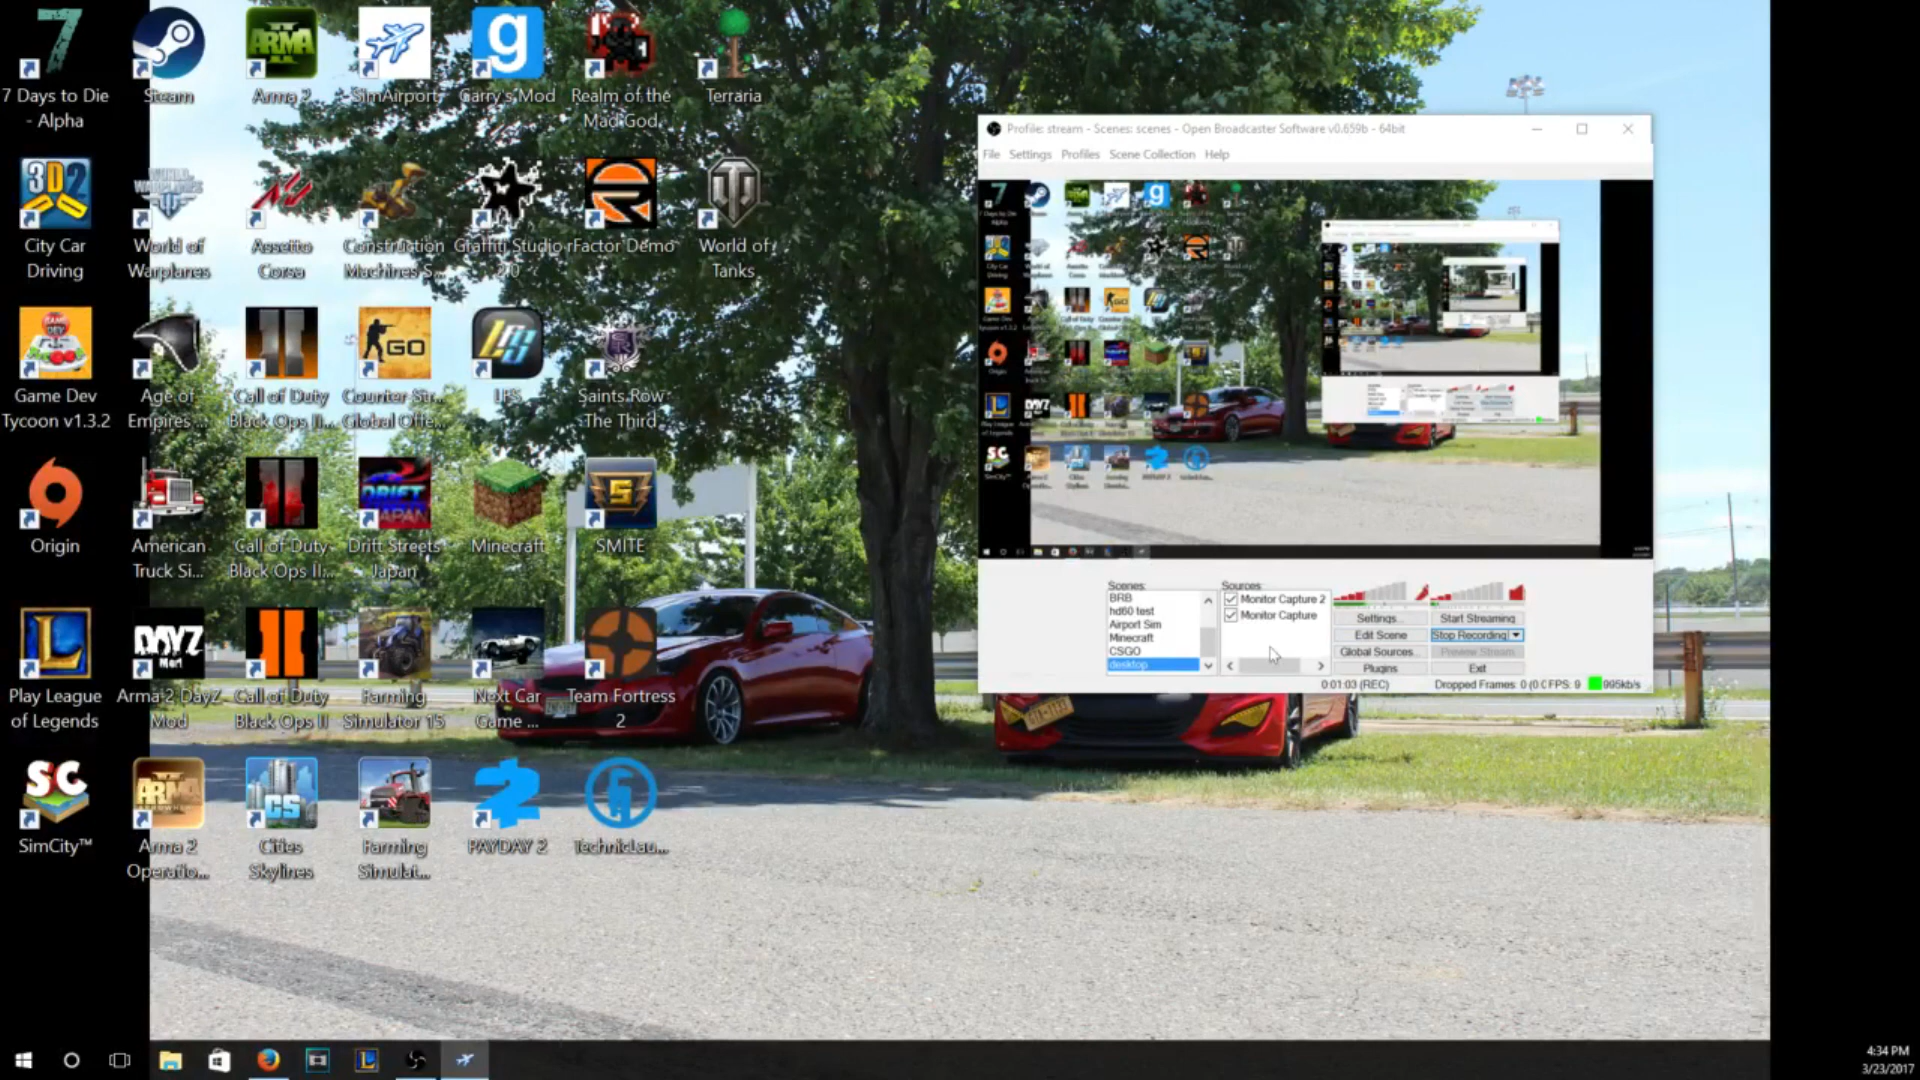 7 Days to Die
- Alpha
Steam
Arma 2
SimAirport
Garry's Mod
Realm of the
Mad God
Terraria
City Car
Driving
World of
Warplanes
Assetto
Corsa
Construction
Machines S...
Graffiti Studio
2.0
rFactor Demo
World of
Tanks
Game Dev
Tycoon v1.3.2
Age of
Empires ...
Call of Duty
Black Ops II...
Counter Str...
Global Offe...
LFS
Saints Row
The Third
Origin
American
Truck Si...
Call of Duty
Black Ops II...
Drift Streets
Japan
Minecraft
SMITE
Play League
of Legends
Arma 2 DayZ
Mod
Call of Duty
Black Ops II
Farming
Simulator 15
Next Car
Game ...
Team Fortress
2
SimCity™
Arma 2
Operatio...
Cities
Skylines
Farming
Simulat...
PAYDAY 2
TechnicLau...
Profile: stream - Scenes: scenes - Open Broadcaster Software v0.659b - 64bit
File Settings Profiles Scene Collection Help
Scenes:
BRB
hd60 test
Airport Sim
Minecraft
CSGO
desktop
Sources:
Monitor Capture 2
Monitor Capture
Settings...
Start Streaming
Edit Scene
Stop Recording
Global Sources...
Preview Stream
Plugins
Exit
0:01:03 (REC)
Dropped Frames: 0 (0.0
FPS: 9
995kb/s
4:34 PM
3/23/2017